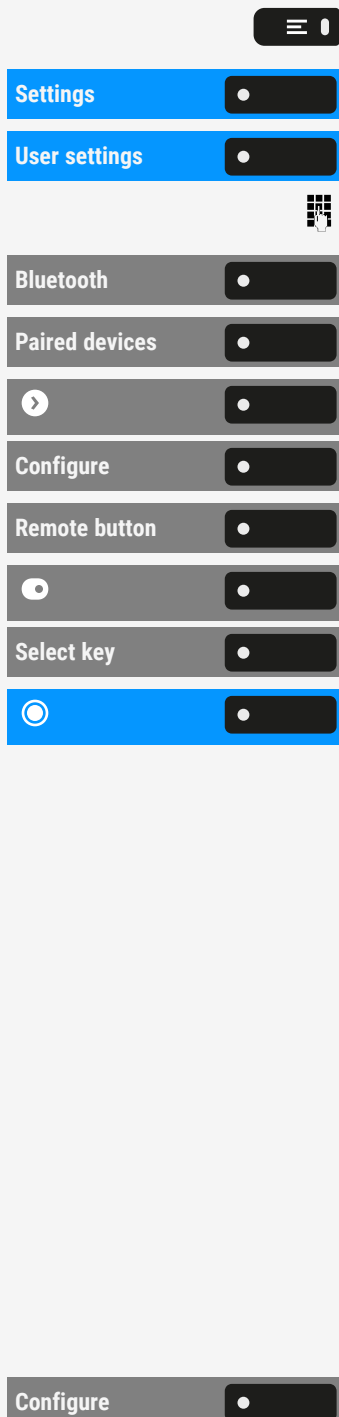 Settings
User settings
Bluetooth
Paired devices
Configure
Remote button
Select key
Configure